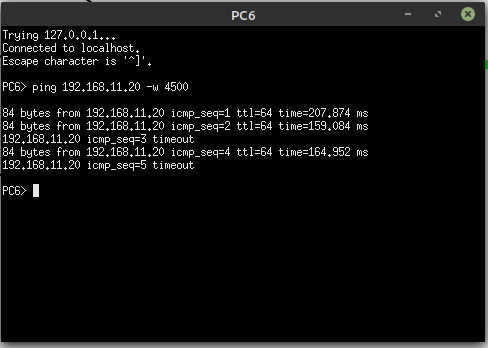 PC6
Trying 127.0.0.1...
Connected to localhost.
Escape character is '^]'.
PC6> ping 192.168.11.20 -w 4500
84 bytes from 192.168.11.20 icmp_seq=1 ttl=64 time=207.874 ms
84 bytes from 192.168.11.20 icmp_seq=2 ttl=64 time=159.084 ms
192.168.11.20 icmp_seq=3 timeout
84 bytes from 192.168.11.20 icmp_seq=4 ttl=64 time=164.952 ms
192.168.11.20 icmp_seq=5 timeout
PC6>